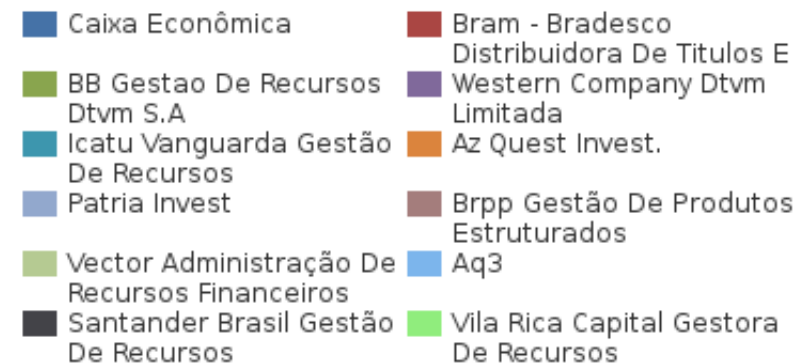 Caixa Econômica
Bram - Bradesco
Distribuidora De Titulos E
BB Gestao De Recursos
Dtvm S.A
Western Company Dtvm
Limitada
Icatu Vanguarda Gestão
De Recursos
Az Quest Invest.
Patria Invest
Brpp Gestão De Produtos
Estruturados
Vector Administração De
Recursos Financeiros
Aq3
Santander Brasil Gestão
De Recursos
Vila Rica Capital Gestora
De Recursos